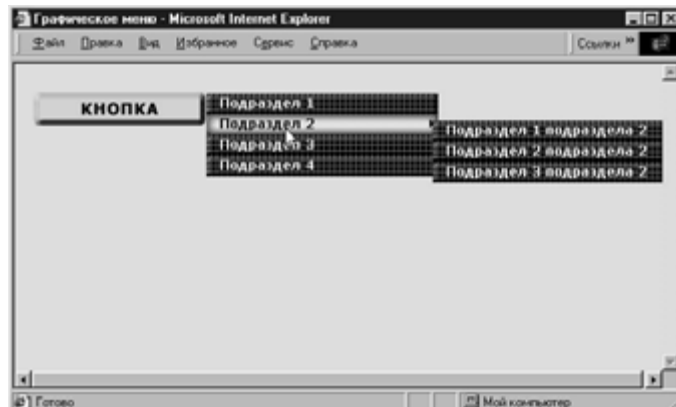 Графическое меню - Microsoft Internet Explorer
Файл Правка Вид Избранное Сервис Справка Ссылки »
КНОПКА
Подраздел 1
Подраздел 2
Подраздел 3
Подраздел 4
Подраздел 1 подраздела 2
Подраздел 2 подраздела 2
Подраздел 3 подраздела 2
Готово Мой компьютер